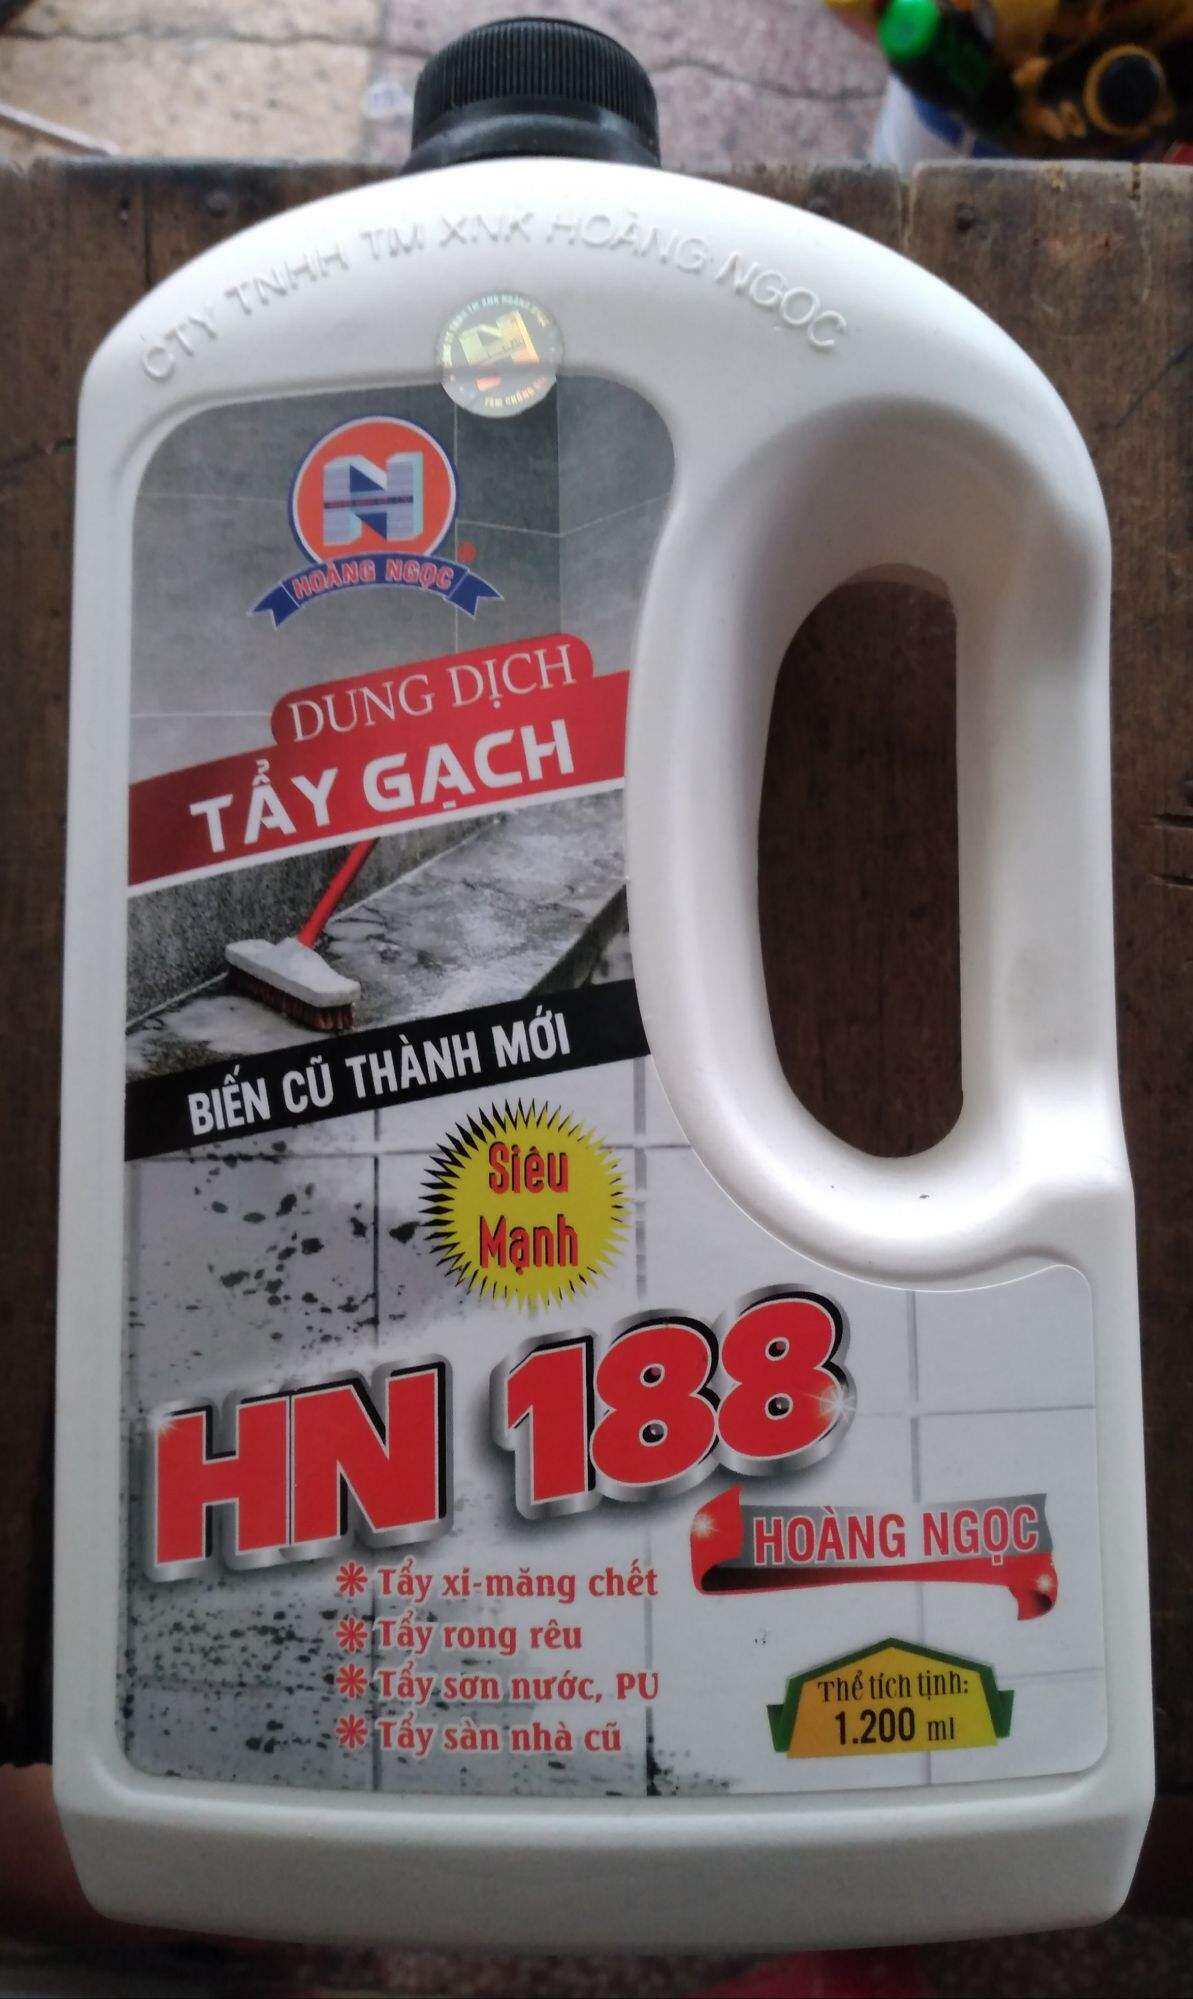 CTY TNHH TM XNK HOÀNG NGỌC
HOÀNG NGỌC
DUNG DỊCH
TẨY GẠCH
BIẾN CŨ THÀNH MỚI
Siêu
Mạnh
HN 188
HOÀNG NGỌC
* Tẩy xi-măng chết
* Tẩy rong rêu
* Tẩy sơn nước, PU
* Tẩy sàn nhà cũ
Thể tích tịnh:
1.200 ml